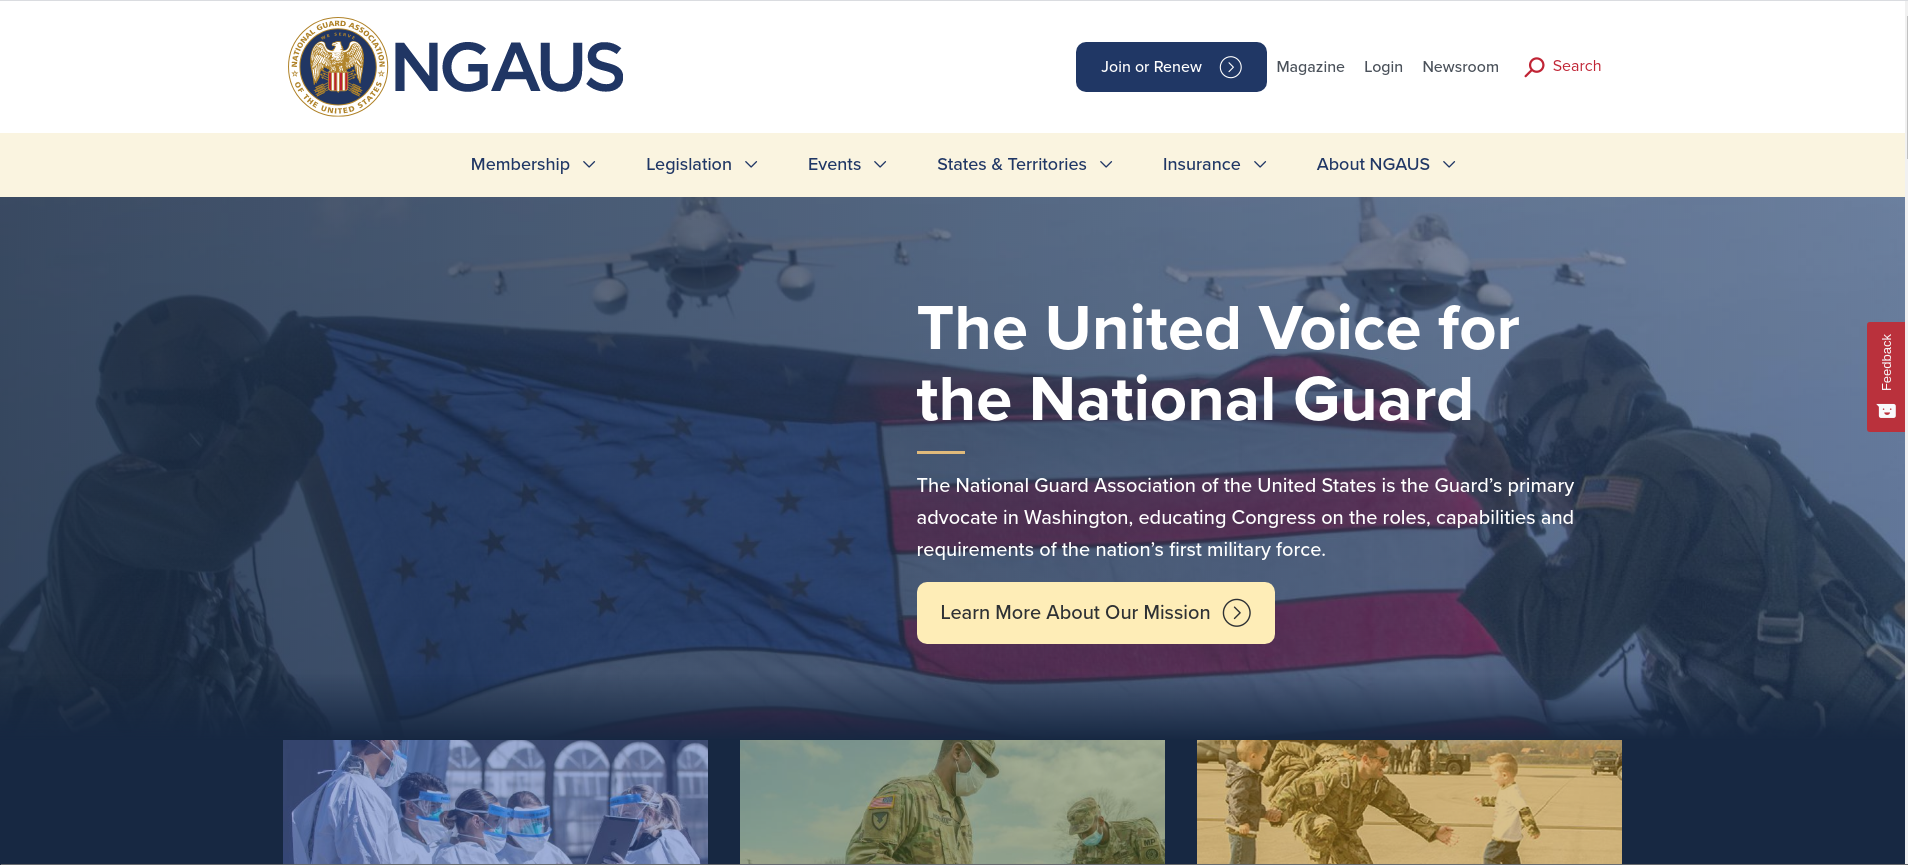 NATIONAL GUARD ASSOCIATION
WE SERVE
OF THE UNITED STATES
NGAUS
Join or Renew
Magazine
Login
Newsroom
Search
Membership
Legislation
Events
States & Territories
Insurance
About NGAUS
The United Voice for
the National Guard
The National Guard Association of the United States is the Guard’s primary
advocate in Washington, educating Congress on the roles, capabilities and
requirements of the nation’s first military force.
Learn More About Our Mission
Feedback
MP